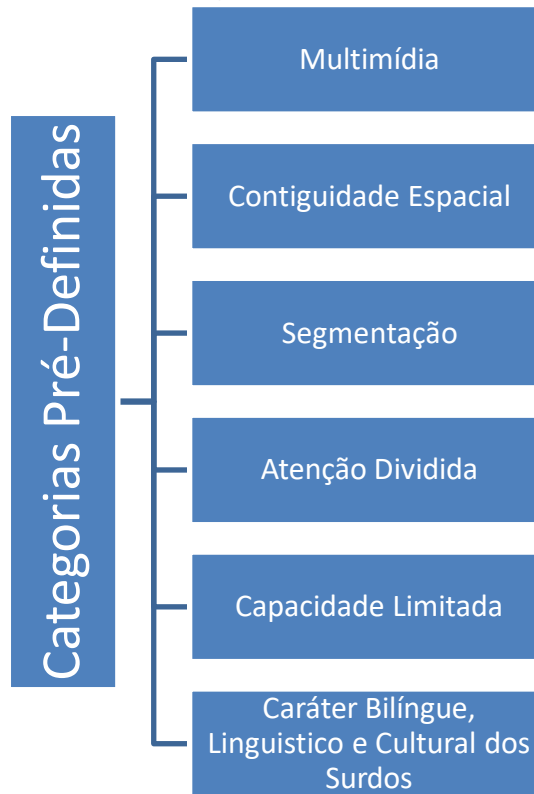 Categorias Pré-Definidas
Multimídia
Contiguidade Espacial
Segmentação
Atenção Dividida
Capacidade Limitada
Caráter Bilíngue,
Linguistico e Cultural dos
Surdos